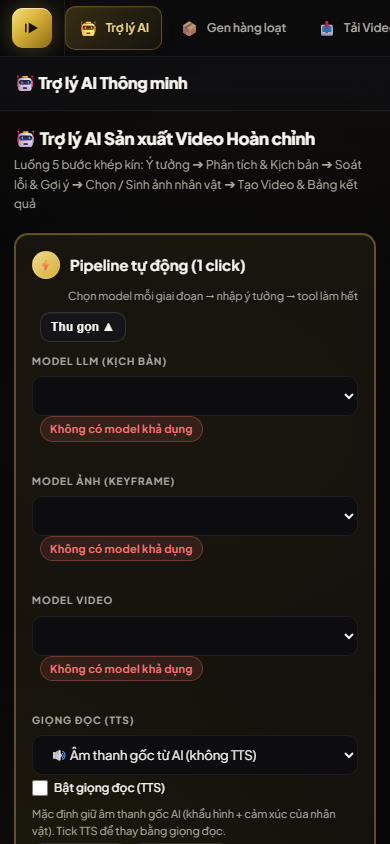 Trợ lý AI
Gen hàng loạt
Tải Vide
Trợ lý AI Thông minh
Trợ lý AI Sản xuất Video Hoàn chỉnh
Luồng 5 bước khép kín: Ý tưởng ➔ Phân tích & Kịch bản ➔ Soát
lỗi & Gợi ý ➔ Chọn / Sinh ảnh nhân vật ➔ Tạo Video & Bảng kết
quả
Pipeline tự động (1 click)
Chọn model mỗi giai đoạn → nhập ý tưởng → tool làm hết
Thu gọn ▲
MODEL LLM (KỊCH BẢN)
Không có model khả dụng
MODEL ẢNH (KEYFRAME)
Không có model khả dụng
MODEL VIDEO
Không có model khả dụng
GIỌNG ĐỌC (TTS)
🔊 Âm thanh gốc từ AI (không TTS)
Bật giọng đọc (TTS)
Mặc định giữ âm thanh gốc AI (khẩu hình + cảm xúc của nhân
vật). Tick TTS để thay bằng giọng đọc.